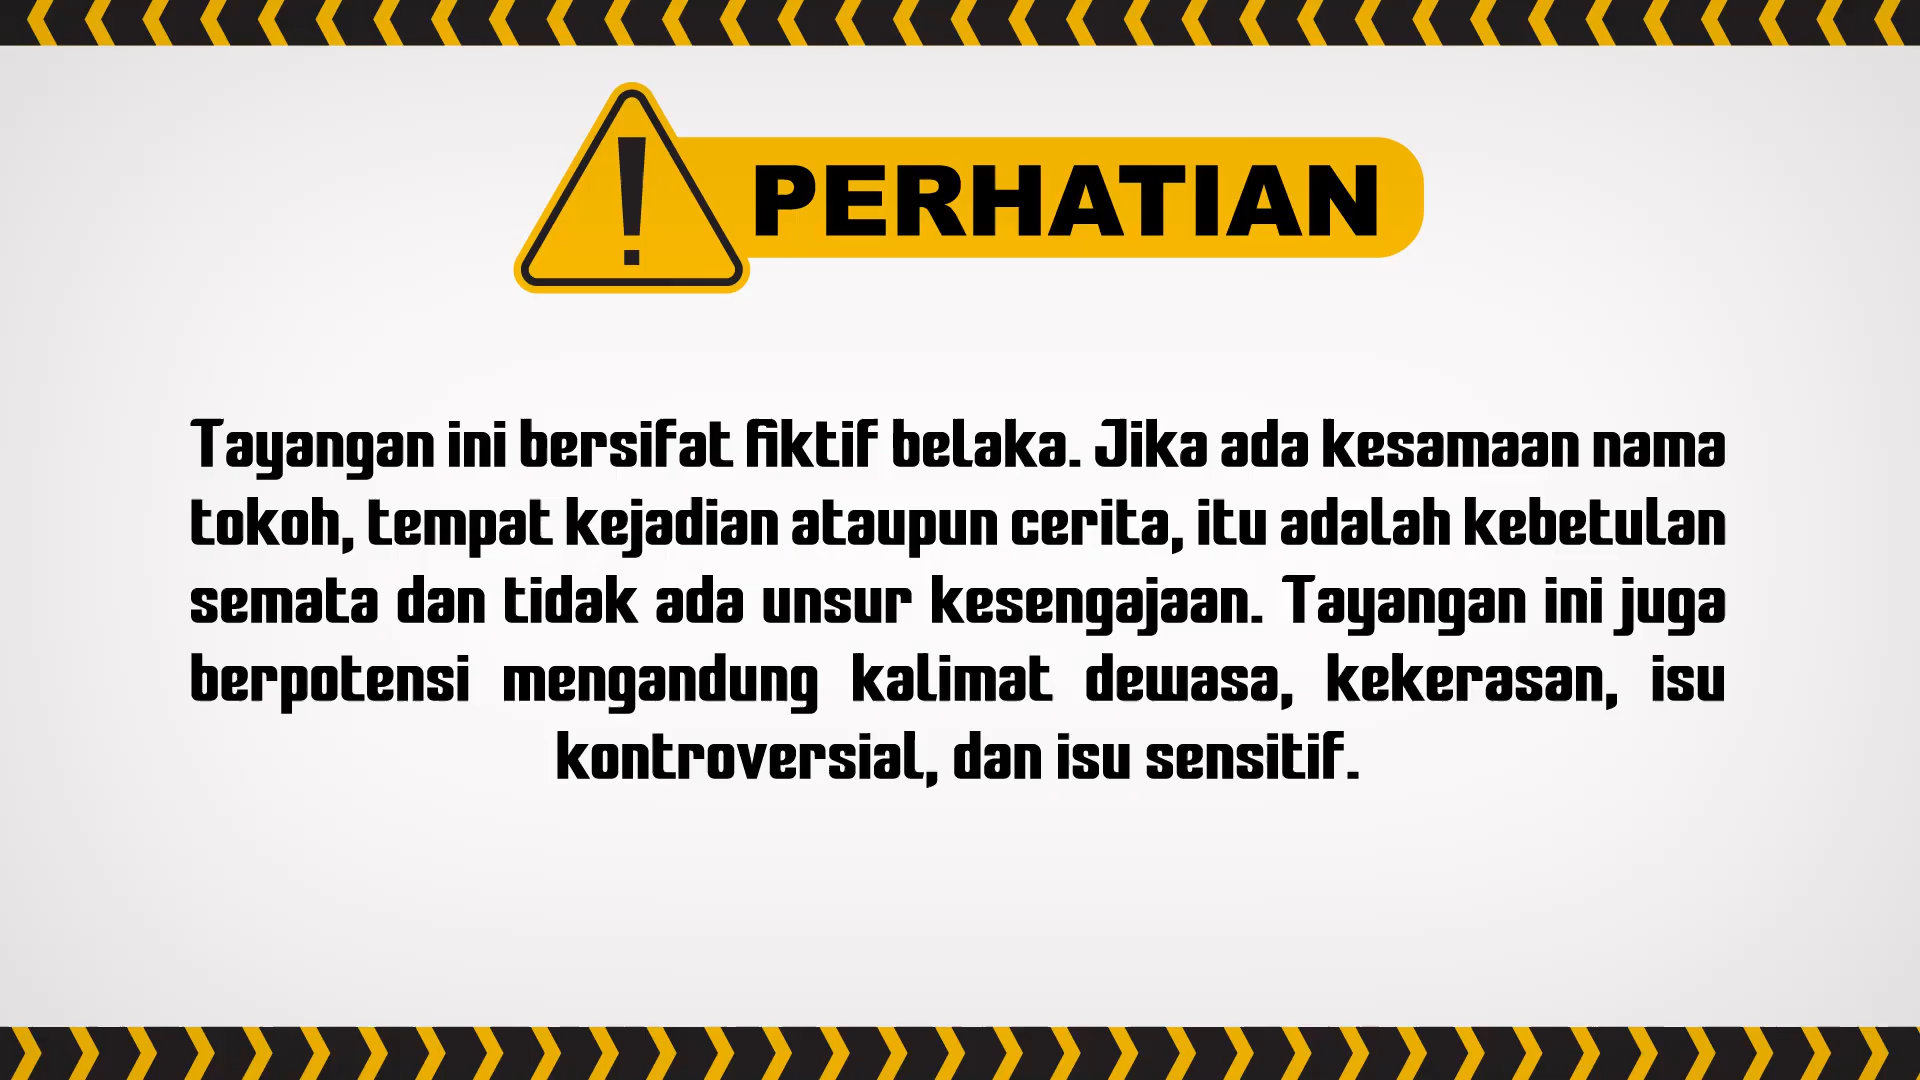 PERHATIAN
Tayangan ini bersifat fiktif belaka. Jika ada kesamaan nama
tokoh, tempat kejadian ataupun cerita, itu adalah kebetulan
semata dan tidak ada unsur kesengajaan. Tayangan ini juga
berpotensi mengandung kalimat dewasa, kekerasan, isu
kontroversial, dan isu sensitif.